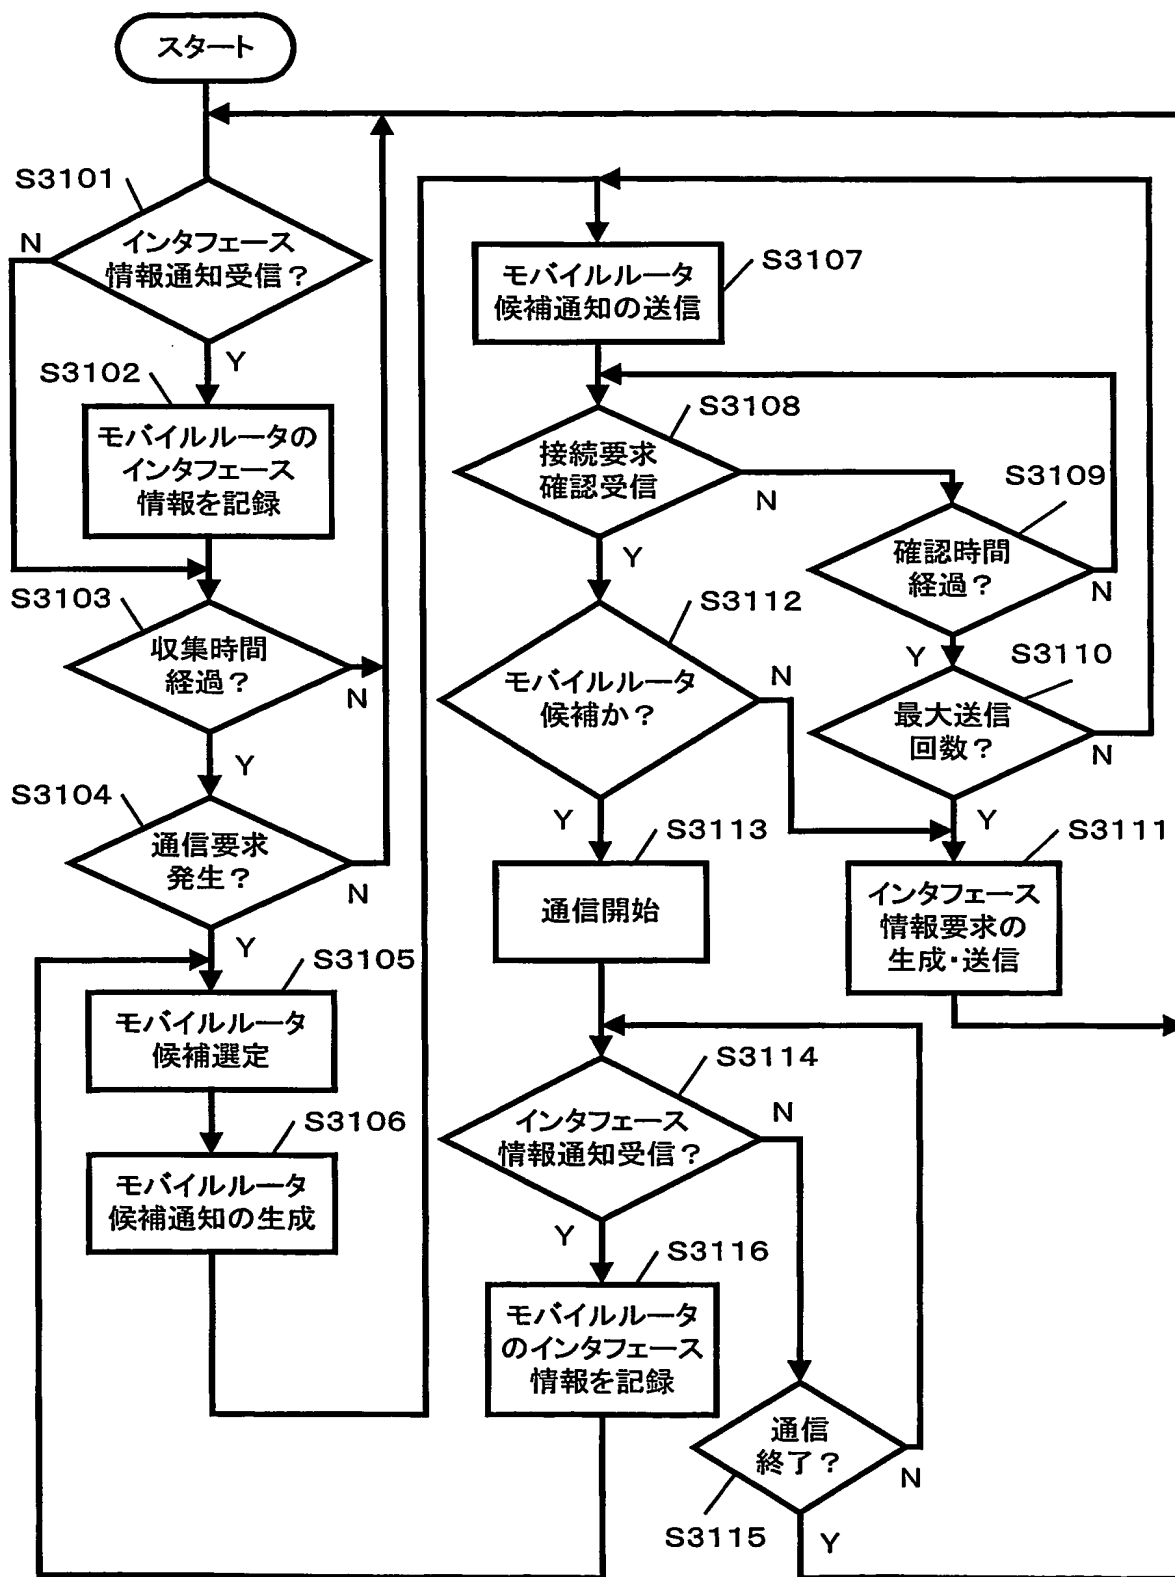 スタート
S3101
N
インタフェース
情報通知受信？
Y
S3102
モバイルルータの
インタフェース
情報を記録
S3103
収集時間
経過？
N
Y
S3104
通信要求
発生？
N
Y
S3105
モバイルルータ
候補選定
S3106
モバイルルータ
候補通知の生成
S3107
モバイルルータ
候補通知の送信
S3108
接続要求
確認受信
N
Y
S3109
確認時間
経過？
N
Y
S3110
最大送信
回数？
N
Y
S3111
インタフェース
情報要求の
生成・送信
S3112
モバイルルータ
候補か？
N
Y
S3113
通信開始
S3114
インタフェース
情報通知受信？
N
Y
S3116
モバイルルータ
のインタフェース
情報を記録
通信
終了？
N
S3115
Y